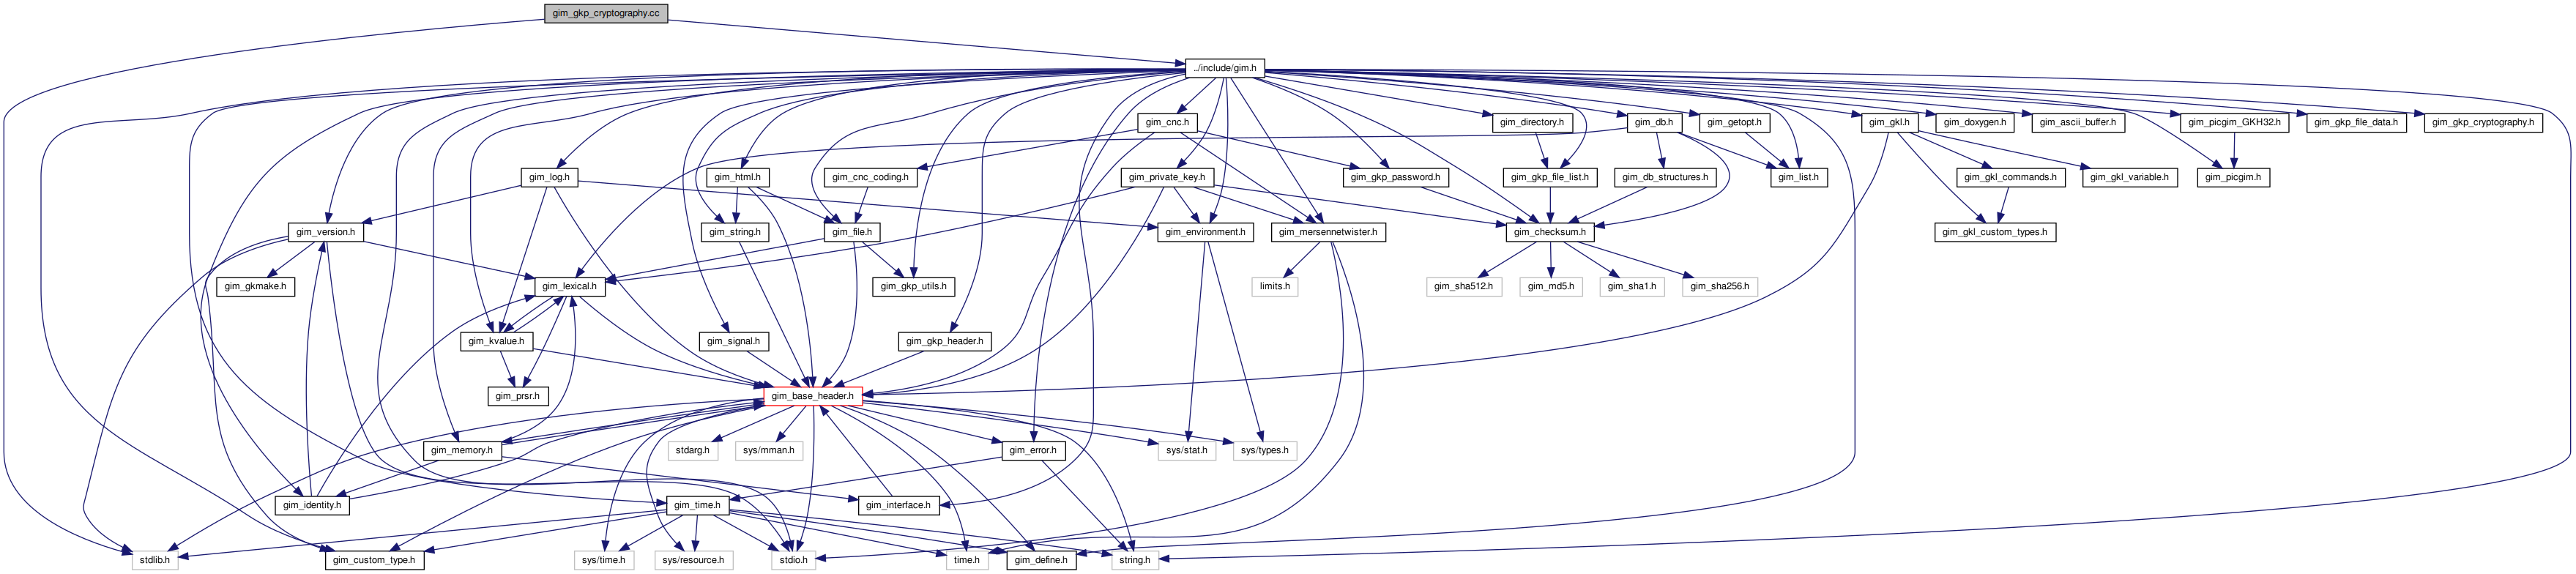 gim_gkp_cryptography.cc
../include/gim.h
gim_cnc.h
gim_directory.h
gim_db.h
gim_getopt.h
gim_gkl.h
gim_doxygen.h
gim_ascii_buffer.h
gim_picgim_GKH32.h
gim_gkp_file_data.h
gim_gkp_cryptography.h
gim_log.h
gim_html.h
gim_cnc_coding.h
gim_private_key.h
gim_gkp_password.h
gim_gkp_file_list.h
gim_db_structures.h
gim_list.h
gim_gkl_commands.h
gim_gkl_variable.h
gim_picgim.h
gim_version.h
gim_string.h
gim_file.h
gim_environment.h
gim_mersennetwister.h
gim_checksum.h
gim_gkl_custom_types.h
gim_gkmake.h
gim_lexical.h
gim_gkp_utils.h
limits.h
gim_sha512.h
gim_md5.h
gim_sha1.h
gim_sha256.h
gim_kvalue.h
gim_signal.h
gim_gkp_header.h
gim_prsr.h
gim_base_header.h
gim_memory.h
stdarg.h
sys/mman.h
gim_error.h
sys/stat.h
sys/types.h
gim_identity.h
gim_time.h
gim_interface.h
stdlib.h
gim_custom_type.h
sys/time.h
sys/resource.h
stdio.h
time.h
gim_define.h
string.h